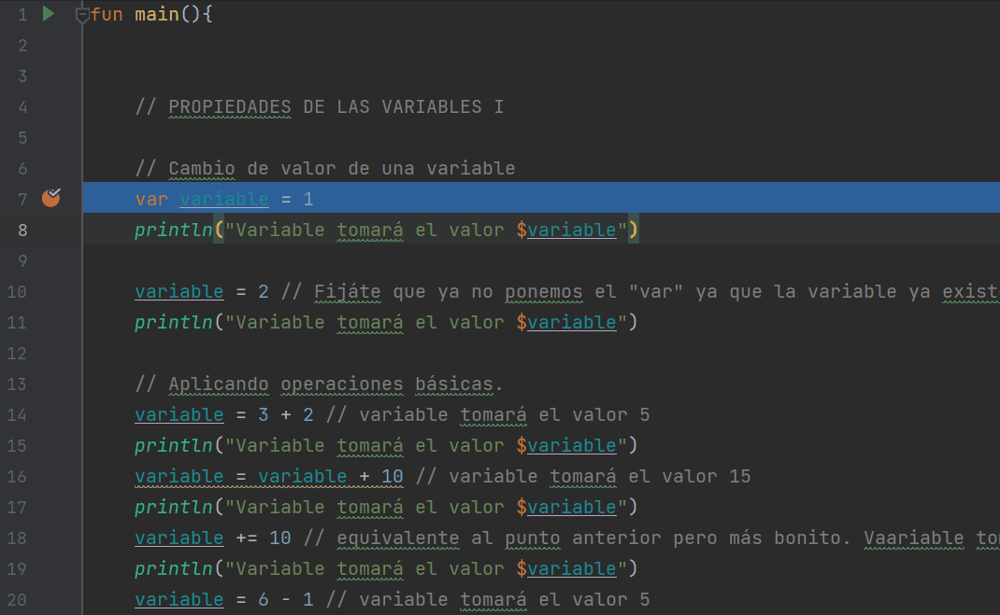 1 fun main(){
2
3
4 // PROPIEDADES DE LAS VARIABLES I
5
6 // Cambio de valor de una variable
7 var variable = 1
8 println("Variable tomará el valor $variable")
9
10 variable = 2 // Fijáte que ya no ponemos el "var" ya que la variable ya exist
11 println("Variable tomará el valor $variable")
12
13 // Aplicando operaciones básicas.
14 variable = 3 + 2 // variable tomará el valor 5
15 println("Variable tomará el valor $variable")
16 variable = variable + 10 // variable tomará el valor 15
17 println("Variable tomará el valor $variable")
18 variable += 10 // equivalente al punto anterior pero más bonito. Vaariable to
19 println("Variable tomará el valor $variable")
20 variable = 6 - 1 // variable tomará el valor 5